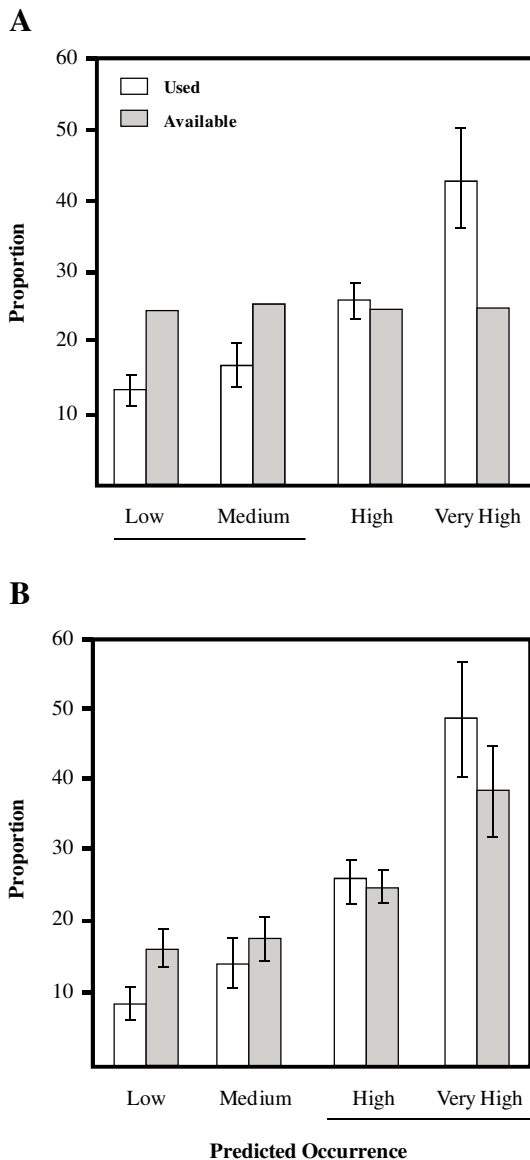 A
60
Used
Available
50
40
30
20
10
Proportion
Low Medium High Very High
B
60
50
40
30
20
10
Proportion
Low Medium High Very High
Predicted Occurrence